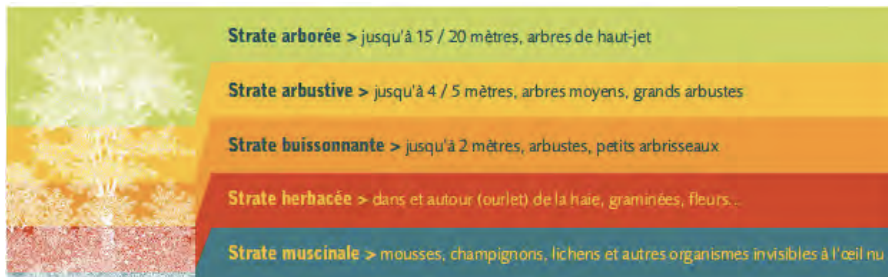 Strate arborée > jusqu'à 15 / 20 mètres, arbres de haut-jet
Strate arbustive > jusqu'à 4 / 5 mètres, arbres moyens, grands arbustes
Strate buissonnante > jusqu'à 2 mètres, arbustes, petits arbrisseaux
Strate herbacée > dans et autour (ourlet) de la haie, graminées, fleurs...
Strate muscinale > mousses, champignons, lichens et autres organismes invisibles à l'œil nu